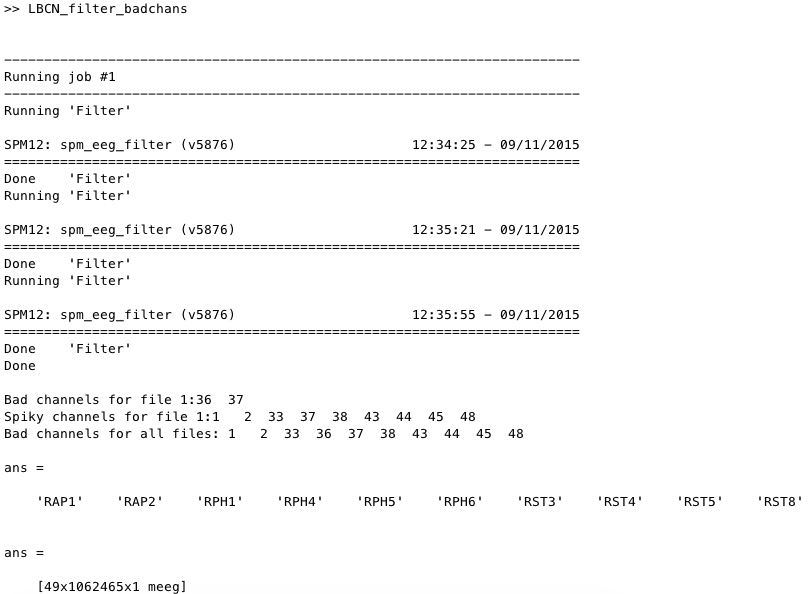 >> LBCN_filter_badchans
------------------------------------------------------------------------
Running job #1
------------------------------------------------------------------------
Running 'Filter'
SPM12: spm_eeg_filter (v5876)                      12:34:25 - 09/11/2015
========================================================================
Done    'Filter'
Running 'Filter'
SPM12: spm_eeg_filter (v5876)                      12:35:21 - 09/11/2015
========================================================================
Done    'Filter'
Running 'Filter'
SPM12: spm_eeg_filter (v5876)                      12:35:55 - 09/11/2015
========================================================================
Done    'Filter'
Done
Bad channels for file 1:36  37
Spiky channels for file 1:1   2  33  37  38  43  44  45  48
Bad channels for all files: 1   2  33  36  37  38  43  44  45  48
ans =
    'RAP1'    'RAP2'    'RPH1'    'RPH4'    'RPH5'    'RPH6'    'RST3'    'RST4'    'RST5'    'RST8'
ans =
    [49x1062465x1 meeg]